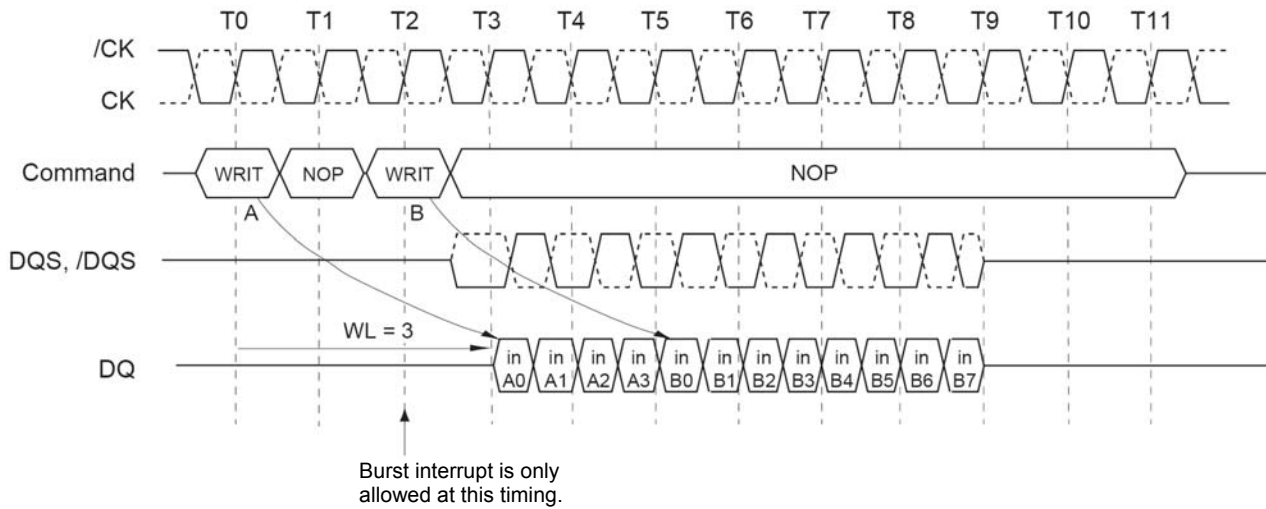 T0 T1 T2 T3 T4 T5 T6 T7 T8 T9 T10 T11
/CK
CK
Command WRIT NOP WRIT NOP
A B
DQS, /DQS
WL = 3
DQ
in in in in in in in in in in in in
A0 A1 A2 A3 B0 B1 B2 B3 B4 B5 B6 B7
Burst interrupt is only
allowed at this timing.